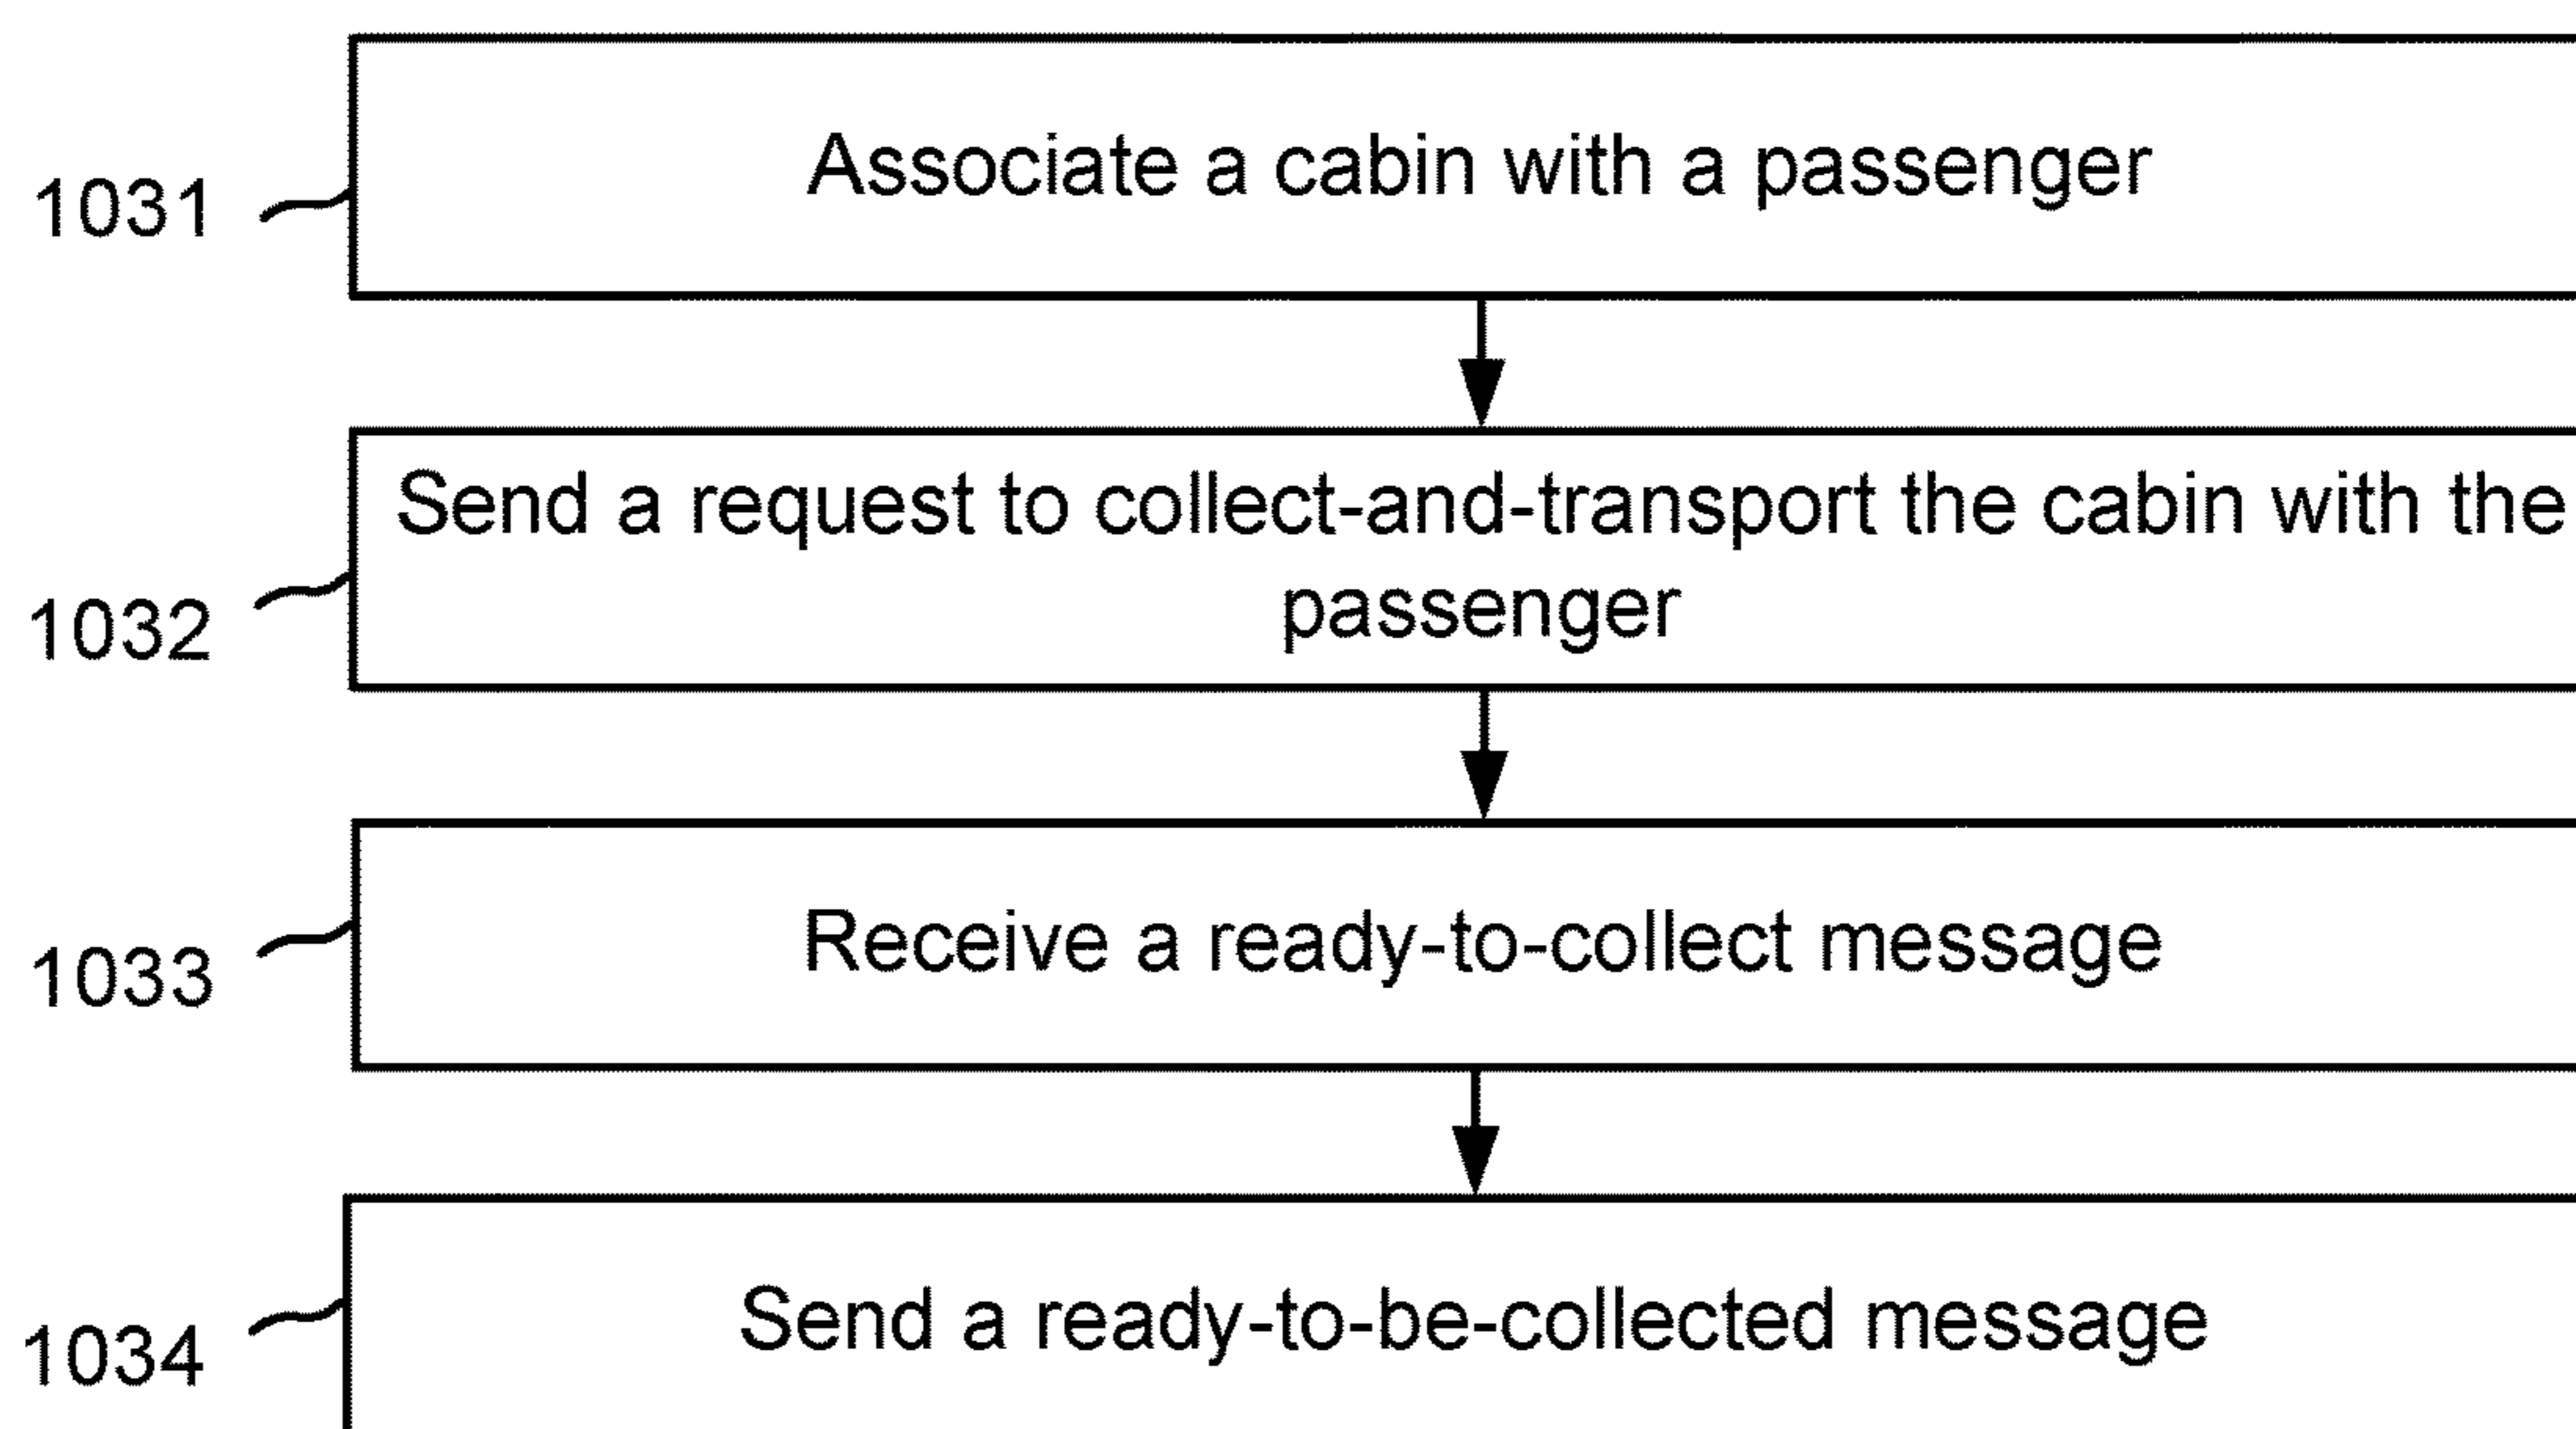 1031
Associate a cabin with a passenger
1032
Send a request to collect-and-transport the cabin with the
passenger
1033
Receive a ready-to-collect message
1034
Send a ready-to-be-collected message